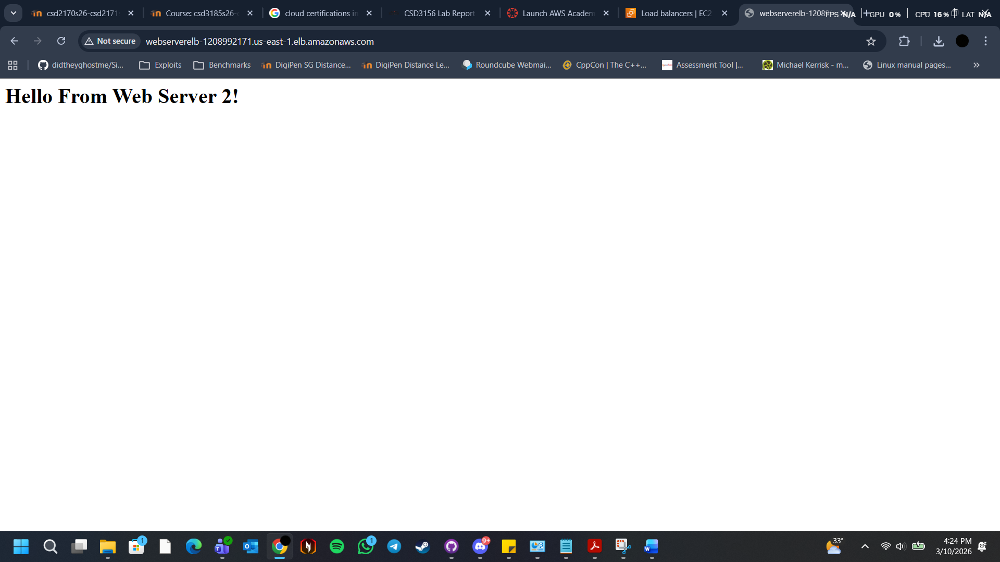 csd2170s26-csd2171
Course: csd3185s26-
cloud certifications in
CSD3156 Lab Report
Launch AWS Academ
Load balancers | EC2
webserverelb-1208
FPS N/A
GPU 0%
CPU 16%
LAT N/A
Not secure
webserverelb-1208992171.us-east-1.elb.amazonaws.com
didtheyghostme/Si...
Exploits
Benchmarks
DigiPen SG Distance...
DigiPen Distance Le...
Roundcube Webmai...
CppCon | The C++...
Assessment Tool |...
Michael Kerrisk - m...
Linux manual pages...
Hello From Web Server 2!
1
1
9+
33°
4:24 PM
3/10/2026